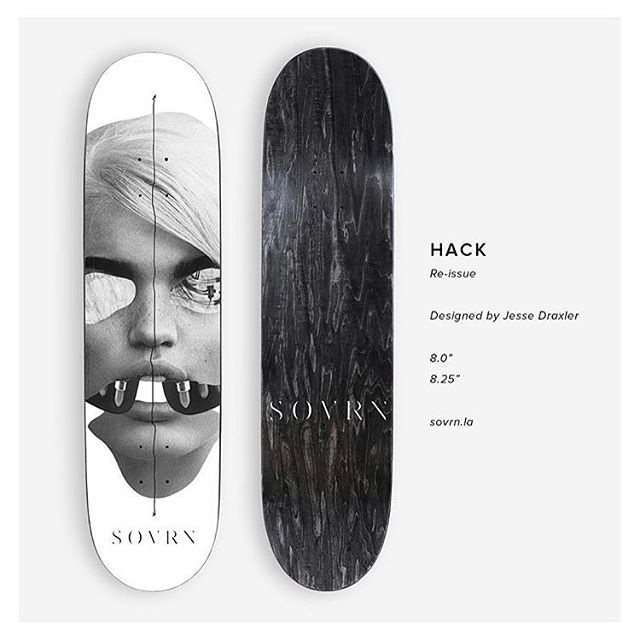 SOVRN
SOVRN
HACK
Re-issue
Designed by Jesse Draxler
8.0"
8.25"
sovrn.la